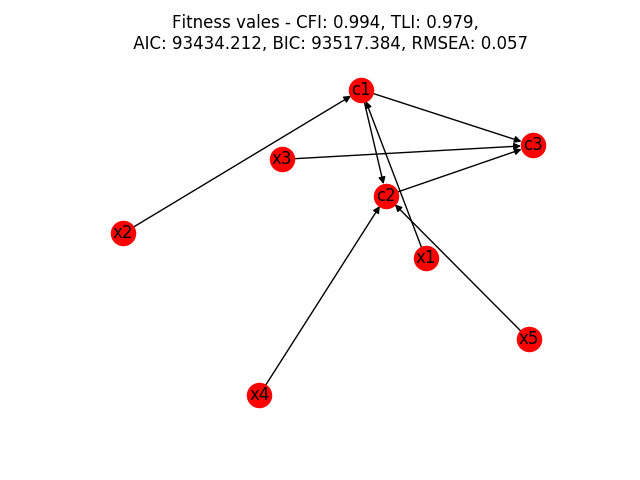 Fitness vales - CFI: 0.994, TLI: 0.979,
AIC: 93434.212, BIC: 93517.384, RMSEA: 0.057
c1
c3
x3
c2
x2
x1
x5
x4